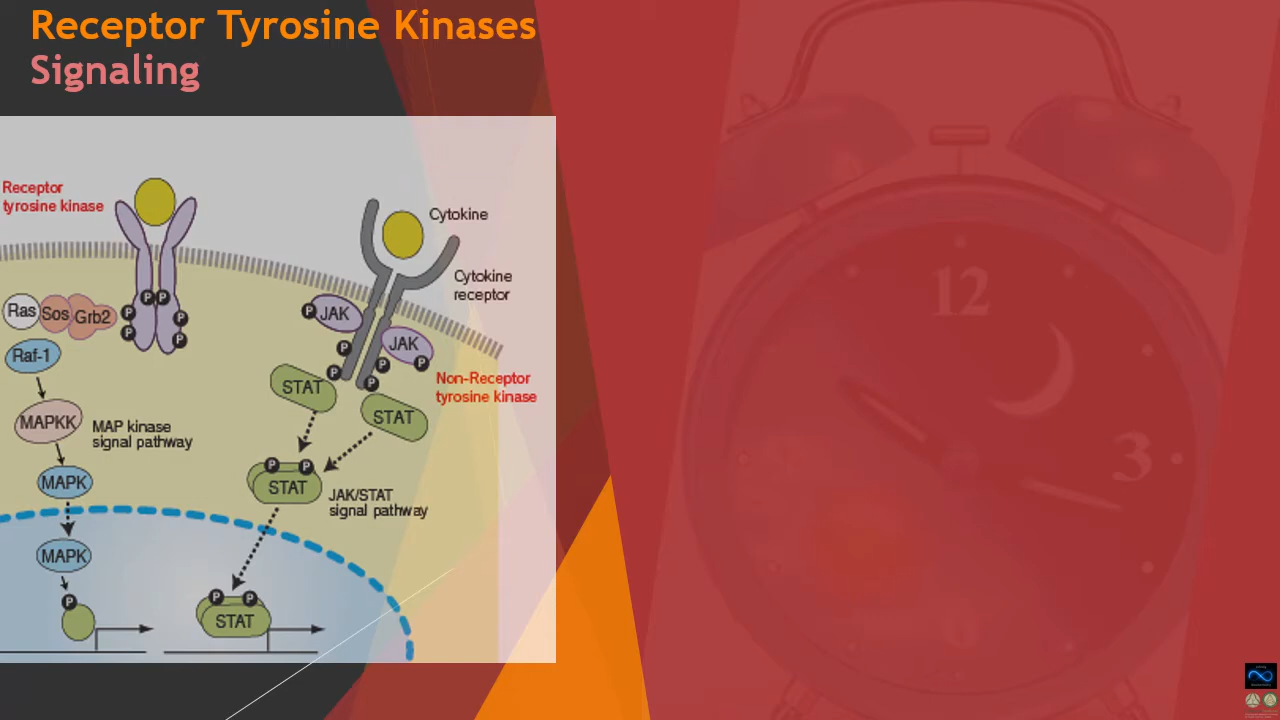 Receptor Tyrosine Kinases
Signaling
Receptor
tyrosine kinase
P P
P
P
P
P
Ras Sos Grb2
Raf-1
MAPKK
MAP kinase
signal pathway
MAPK
MAPK
P
Cytokine
Cytokine
receptor
P JAK
JAK
P
P
P
P
P
Non-Receptor
tyrosine kinase
STAT
STAT
P P
STAT
JAK/STAT
signal pathway
P P
STAT
12
3
6